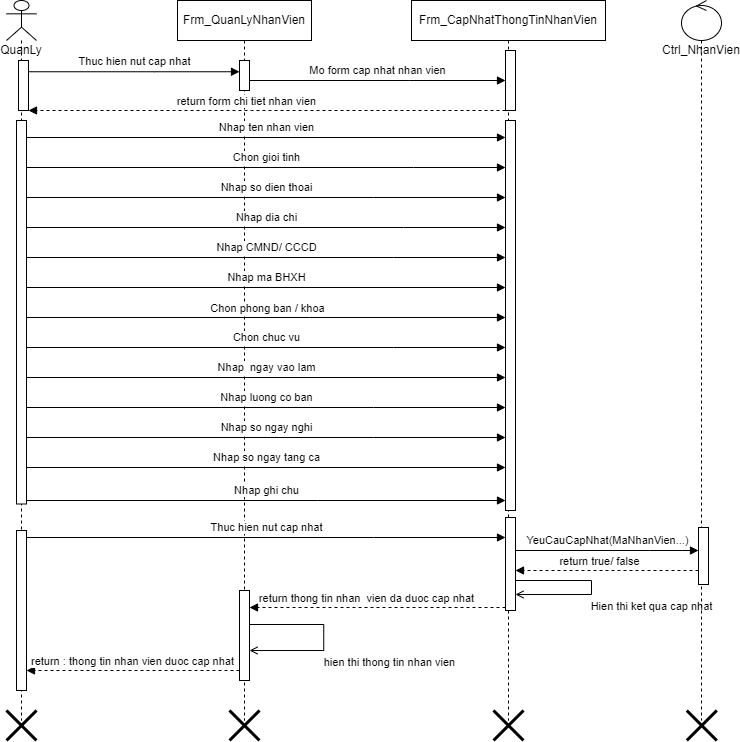 Frm_QuanLyNhanVien
Frm_CapNhatThongTinNhanVien
QuanLy
Ctrl_NhanVien
Thuc hien nut cap nhat
Mo form cap nhat nhan vien
return form chi tiet nhan vien
Nhap ten nhan vien
Chon gioi tinh
Nhap so dien thoai
Nhap dia chi
Nhap CMND/ CCCD
Nhap ma BHXH
Chon phong ban / khoa
Chon chuc vu
Nhap ngay vao lam
Nhap luong co ban
Nhap so ngay nghi
Nhap so ngay tang ca
Nhap ghi chu
Thuc hien nut cap nhat
YeuCauCapNhat(MaNhanVien...)
return true/ false
Hien thi ket qua cap nhat
return thong tin nhan vien da duoc cap nhat
hien thi thong tin nhan vien
return : thong tin nhan vien duoc cap nhat